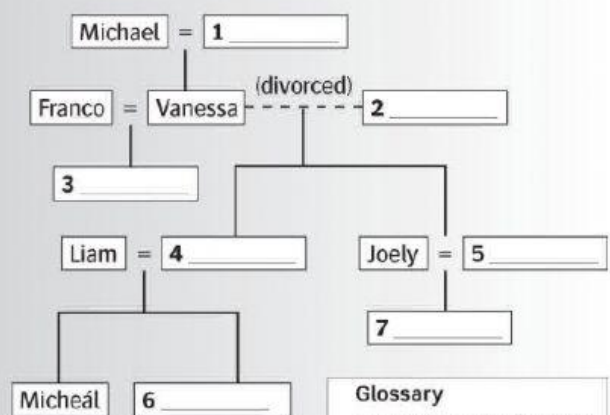 Michael = 1
(divorced)
Franco = Vanessa 2
3
Liam = 4 Joely = 5
7
Micheál 6 Glossary